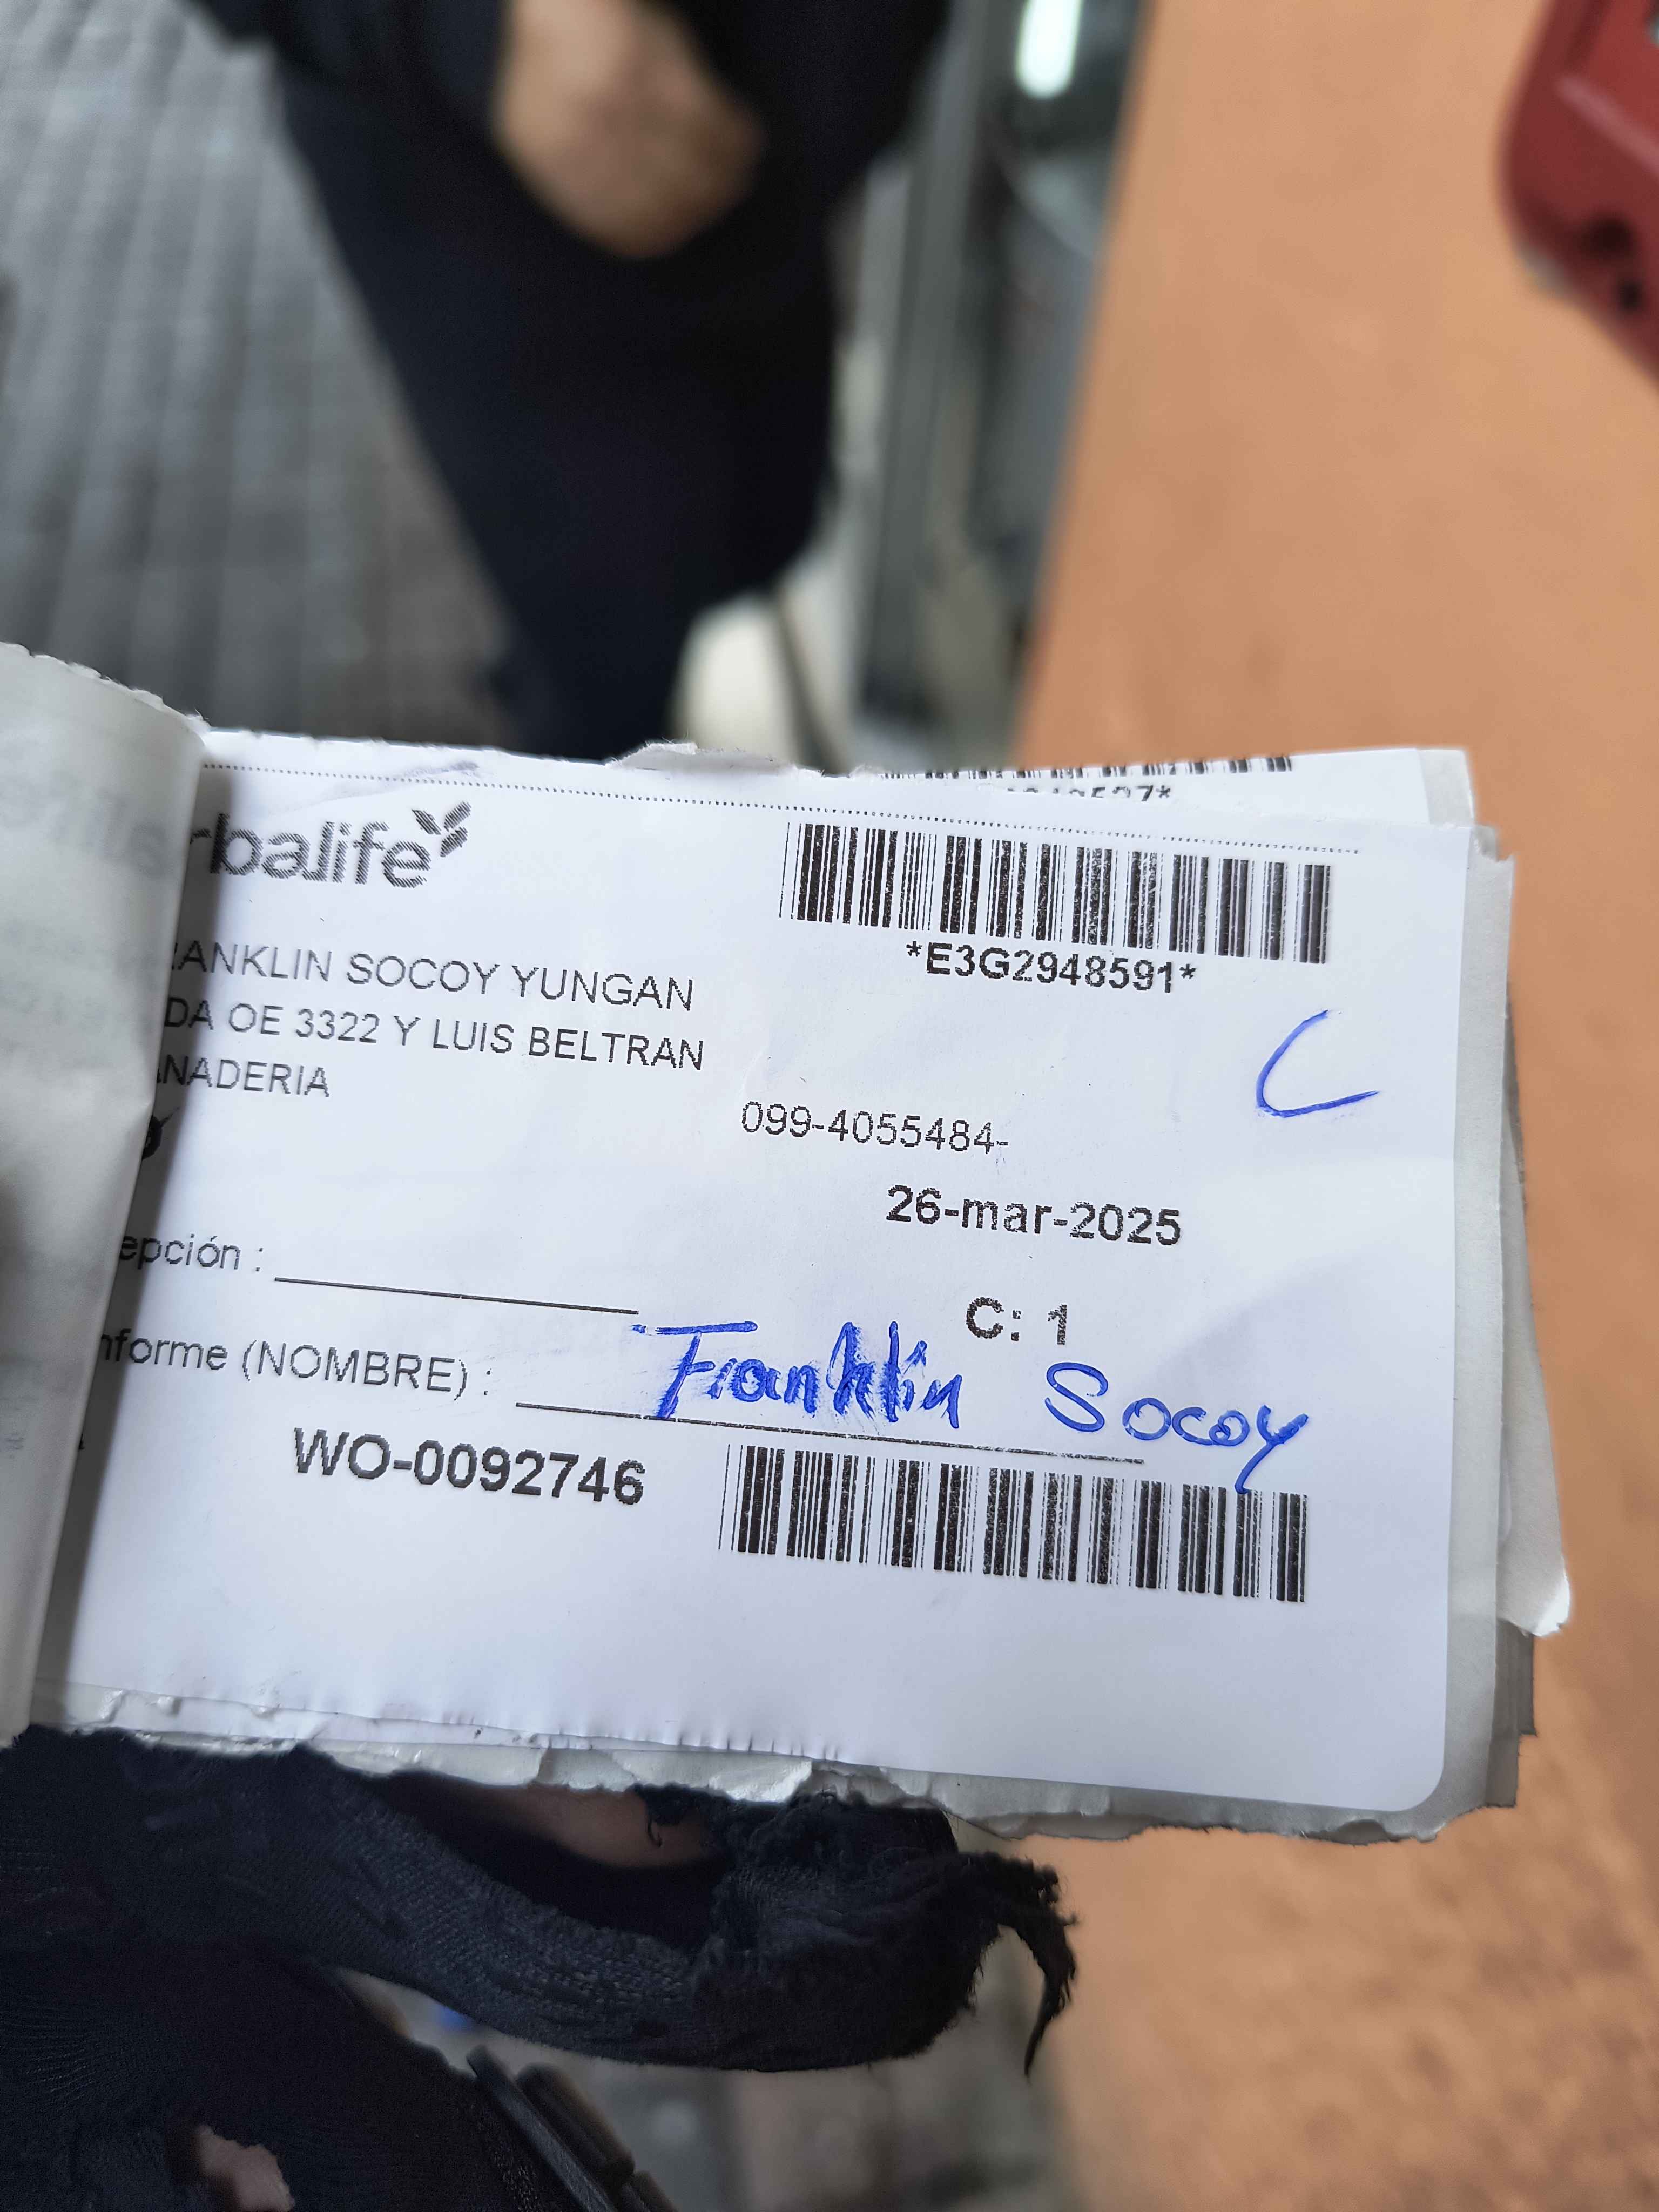 rbalife
*E3G2948591*
RANKLIN SOCOY YUNGAN
DA OE 3322 Y LUIS BELTRAN
ANADERIA
C
099-4055484-
26-mar-2025
epción :
C: 1
nforme (NOMBRE) : Franklin Socoy
WO-0092746